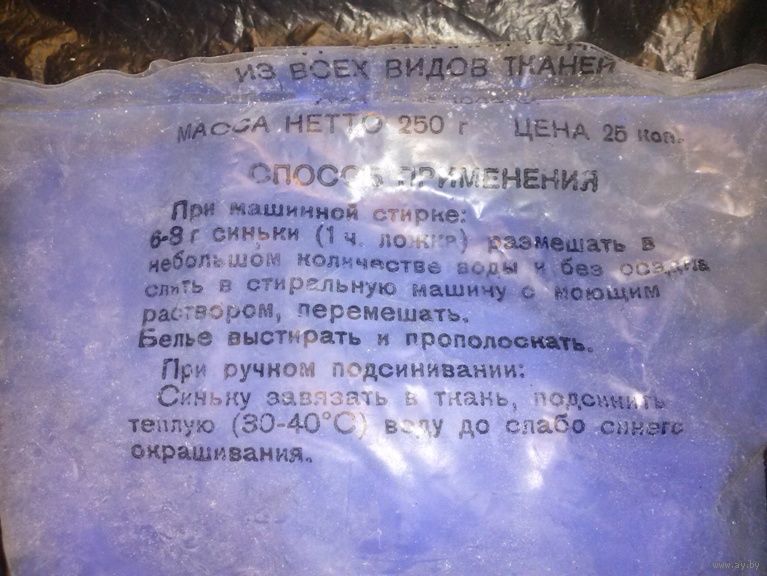 ИЗ ВСЕХ ВИДОВ ТКАНЕЙ
МАССА НЕТТО 250 г ЦЕНА 25 коп.
СПОСОБ ПРИМЕНЕНИЯ
При машинной стирке:
6-8 г синьки (1 ч. ложка) размешать в
небольшом количестве воды и без осадка
слить в стиральную машину с моющим
раствором, перемешать.
Белье выстирать и прополоскать.
При ручном подсинивании:
Синьку завязать в ткань, подсинить
теплую (30-40°С) воду до слабо синего
окрашивания.
www.ay.by